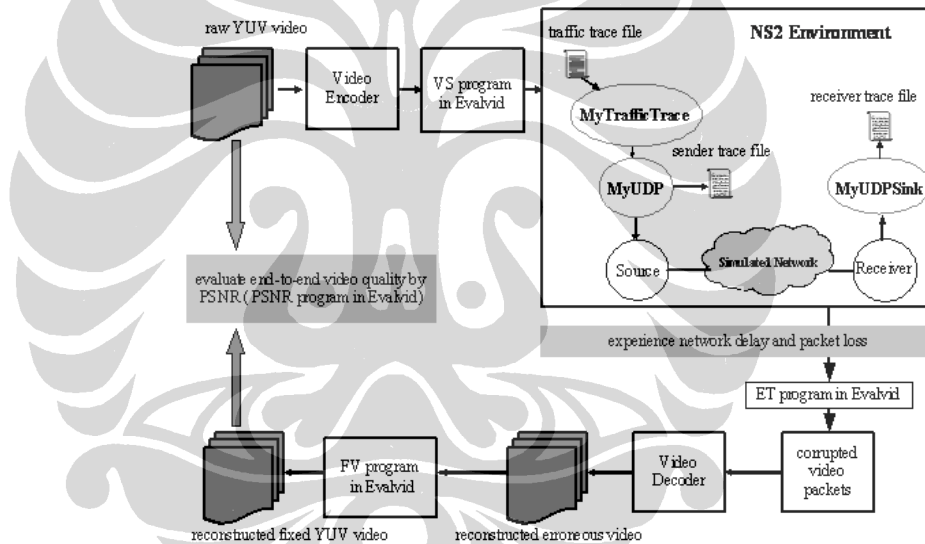 raw YUV video
Video
Encoder
VS program
in Evalvid
traffic trace file
NS2 Environment
MyTrafficTrace
receiver trace file
sender trace file
MyUDP
MyUDPSink
Source
Simulated Network
Receiver
evaluate end-to-end video quality by
PSNR ( PSNR program in Evalvid)
experience network delay and packet loss
ET program in Evalvid
corrupted
video
packets
Video
Decoder
FV program
in Evalvid
reconstructed erroneous video
reconstructed fixed YUV video